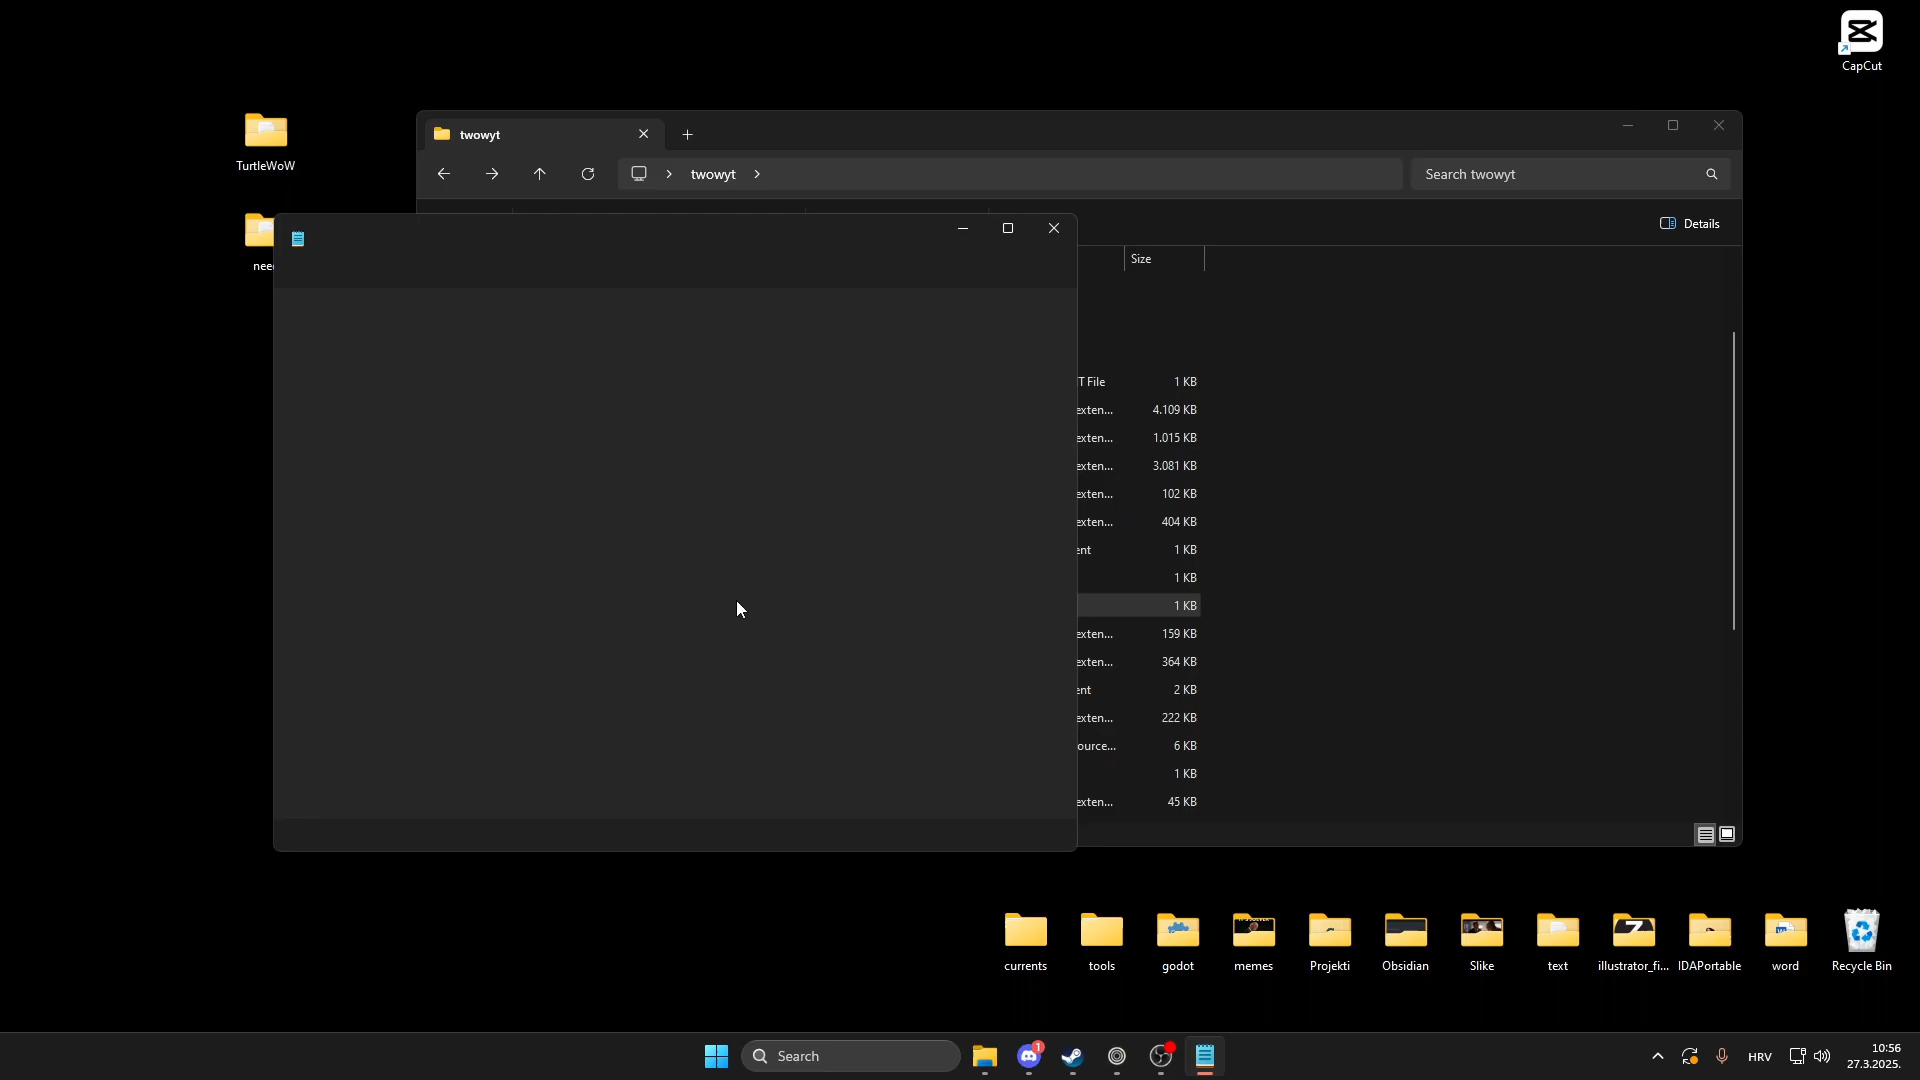 CapCut
TurtleWoW
twowyt
twowyt
Search twowyt
Details
Size
T File 1 KB
exten... 4.109 KB
exten... 1.015 KB
exten... 3.081 KB
exten... 102 KB
exten... 404 KB
ent 1 KB
1 KB
1 KB
exten... 159 KB
exten... 364 KB
ent 2 KB
exten... 222 KB
ource... 6 KB
1 KB
exten... 45 KB
currents
tools
godot
memes
Projekti
Obsidian
Slike
text
illustrator_fi...
IDAPortable
word
Recycle Bin
Search
1
HRV
10:56
27.3.2025.